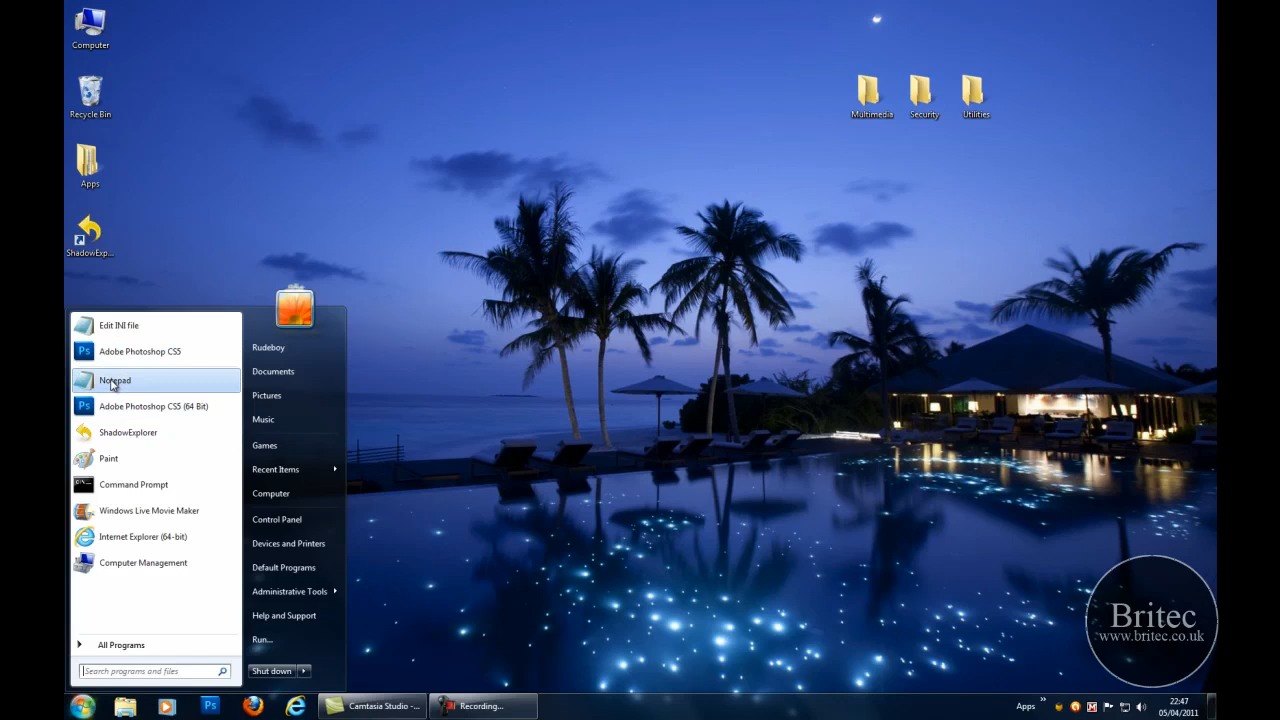 Computer
Recycle Bin
Apps
ShadowExp...
Multimedia
Security
Utilities
Edit INI file
Adobe Photoshop CS5
Notepad
Adobe Photoshop CS5 (64 Bit)
ShadowExplorer
Paint
Command Prompt
Windows Live Movie Maker
Internet Explorer (64-bit)
Computer Management
All Programs
Search programs and files
Rudeboy
Documents
Pictures
Music
Games
Recent Items
Computer
Control Panel
Devices and Printers
Default Programs
Administrative Tools
Help and Support
Run...
Shut down
Britec
www.britec.co.uk
Ps
Camtasia Studio -...
Recording...
Apps
22:47
05/04/2011